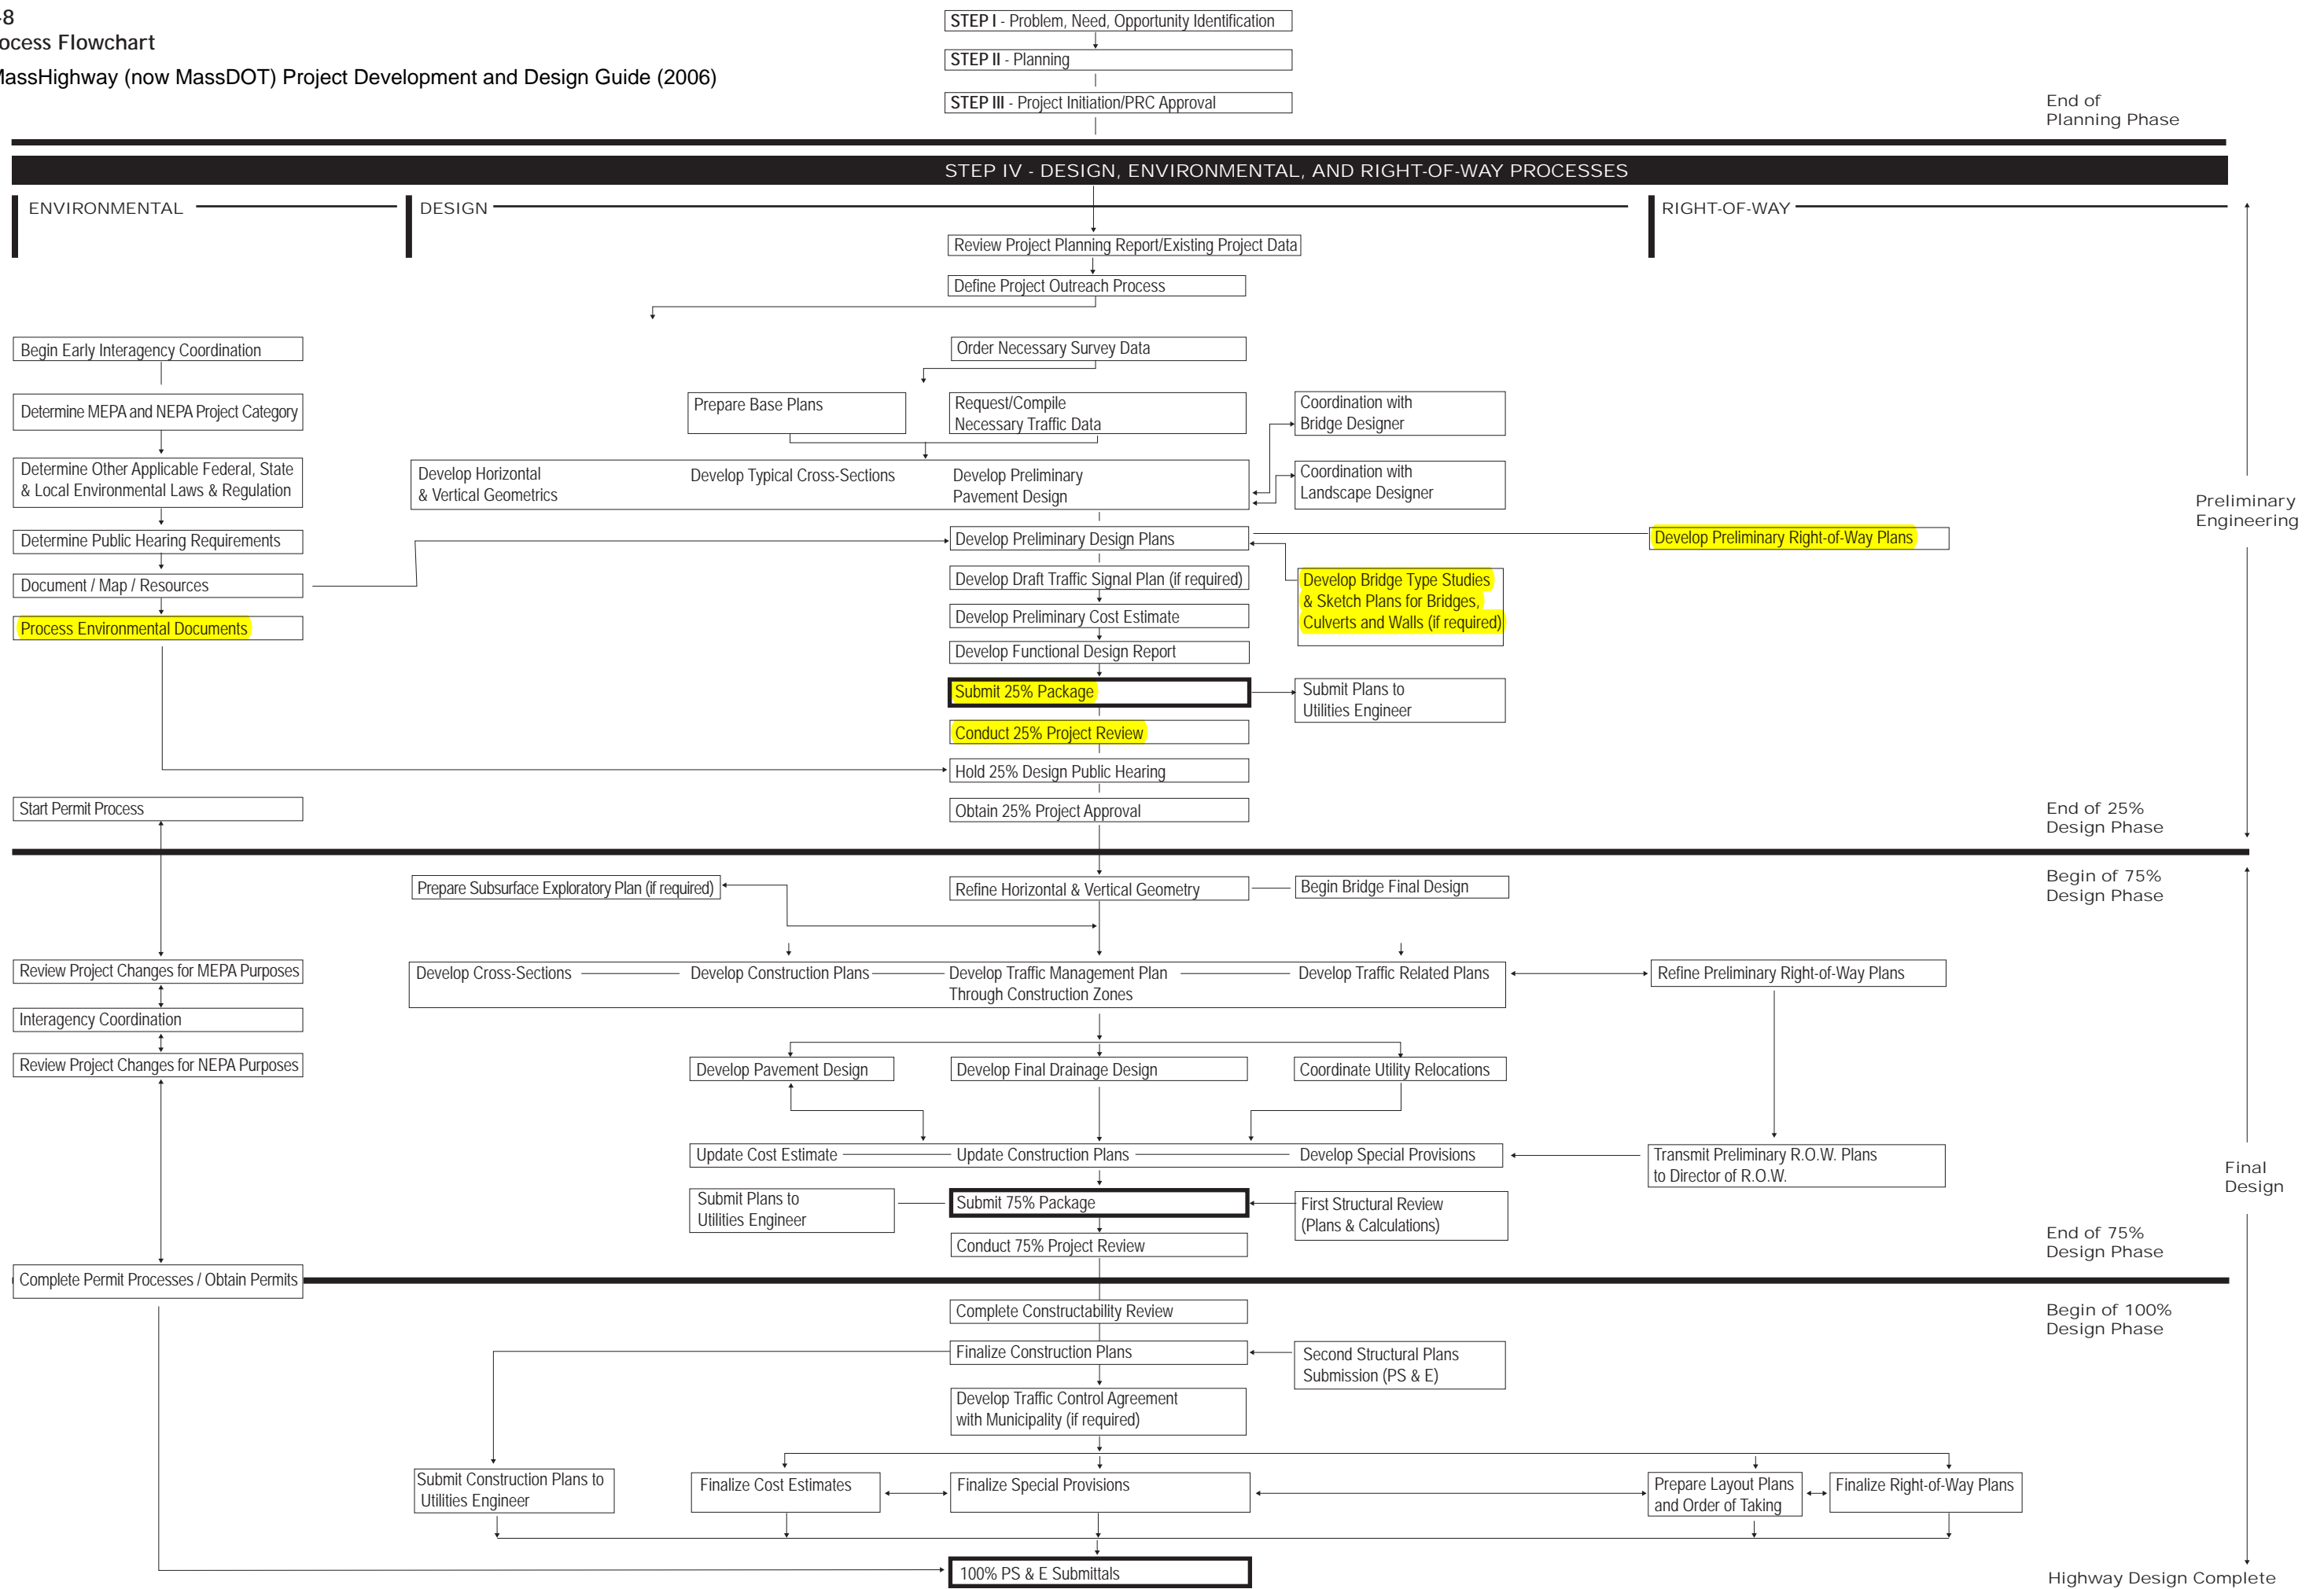 -8
ocess Flowchart
MassHighway (now MassDOT) Project Development and Design Guide (2006)
STEP I - Problem, Need, Opportunity Identification
STEP II - Planning
STEP III - Project Initiation/PRC Approval
End of
Planning Phase
STEP IV - DESIGN, ENVIRONMENTAL, AND RIGHT-OF-WAY PROCESSES
ENVIRONMENTAL
DESIGN
RIGHT-OF-WAY
Review Project Planning Report/Existing Project Data
Define Project Outreach Process
Begin Early Interagency Coordination
Order Necessary Survey Data
Determine MEPA and NEPA Project Category
Prepare Base Plans
Request/Compile
Necessary Traffic Data
Coordination with
Bridge Designer
Determine Other Applicable Federal, State
& Local Environmental Laws & Regulation
Develop Horizontal
& Vertical Geometrics
Develop Typical Cross-Sections
Develop Preliminary
Pavement Design
Coordination with
Landscape Designer
Preliminary
Engineering
Determine Public Hearing Requirements
Develop Preliminary Design Plans
Develop Preliminary Right-of-Way Plans
Document / Map / Resources
Develop Draft Traffic Signal Plan (if required)
Develop Bridge Type Studies
& Sketch Plans for Bridges,
Culverts and Walls (if required)
Process Environmental Documents
Develop Preliminary Cost Estimate
Develop Functional Design Report
Submit 25% Package
Submit Plans to
Utilities Engineer
Conduct 25% Project Review
Hold 25% Design Public Hearing
Start Permit Process
Obtain 25% Project Approval
End of 25%
Design Phase
Begin of 75%
Design Phase
Prepare Subsurface Exploratory Plan (if required)
Refine Horizontal & Vertical Geometry
Begin Bridge Final Design
Review Project Changes for MEPA Purposes
Develop Cross-Sections
Develop Construction Plans
Develop Traffic Management Plan
Through Construction Zones
Develop Traffic Related Plans
Refine Preliminary Right-of-Way Plans
Interagency Coordination
Review Project Changes for NEPA Purposes
Develop Pavement Design
Develop Final Drainage Design
Coordinate Utility Relocations
Update Cost Estimate
Update Construction Plans
Develop Special Provisions
Transmit Preliminary R.O.W. Plans
to Director of R.O.W.
Final
Design
Submit Plans to
Utilities Engineer
Submit 75% Package
First Structural Review
(Plans & Calculations)
Conduct 75% Project Review
End of 75%
Design Phase
Complete Permit Processes / Obtain Permits
Complete Constructability Review
Begin of 100%
Design Phase
Finalize Construction Plans
Second Structural Plans
Submission (PS & E)
Develop Traffic Control Agreement
with Municipality (if required)
Submit Construction Plans to
Utilities Engineer
Finalize Cost Estimates
Finalize Special Provisions
Prepare Layout Plans
and Order of Taking
Finalize Right-of-Way Plans
100% PS & E Submittals
Highway Design Complete